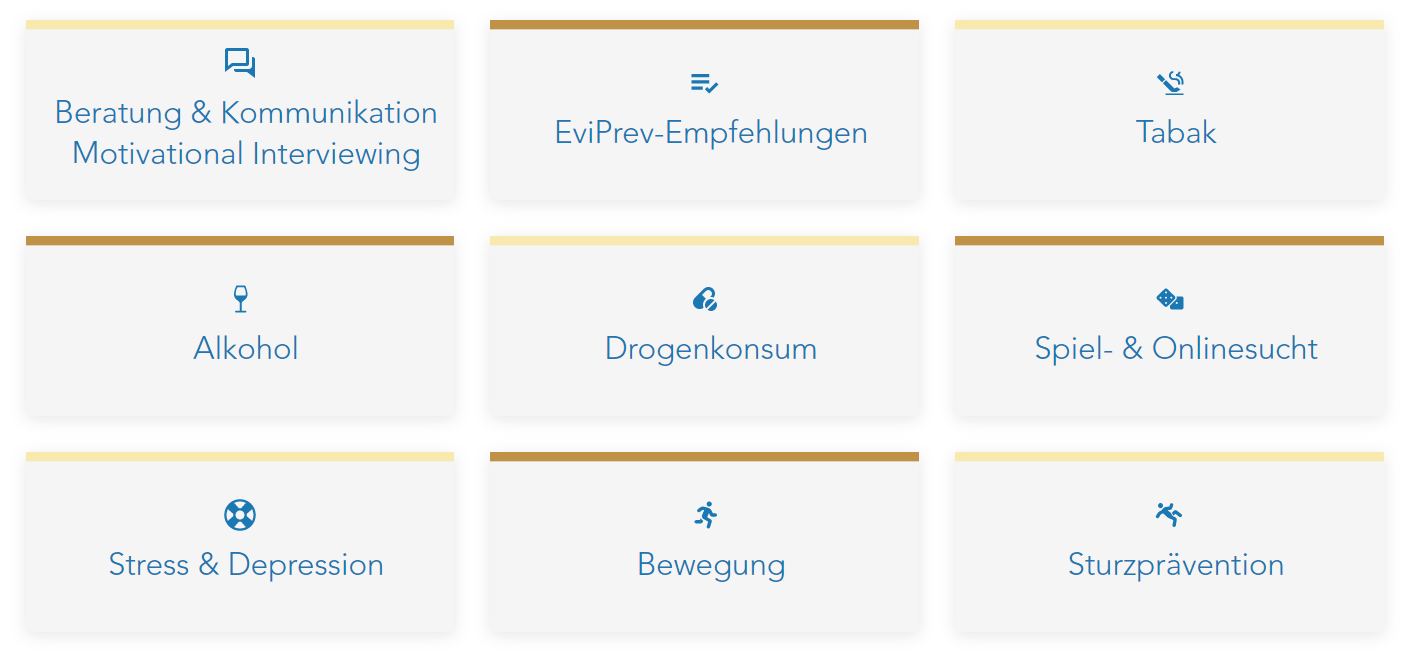 Beratung & Kommunikation
Motivational Interviewing
EviPrev-Empfehlungen
Tabak
Alkohol
Drogenkonsum
Spiel- & Onlinesucht
Stress & Depression
Bewegung
Sturzprävention